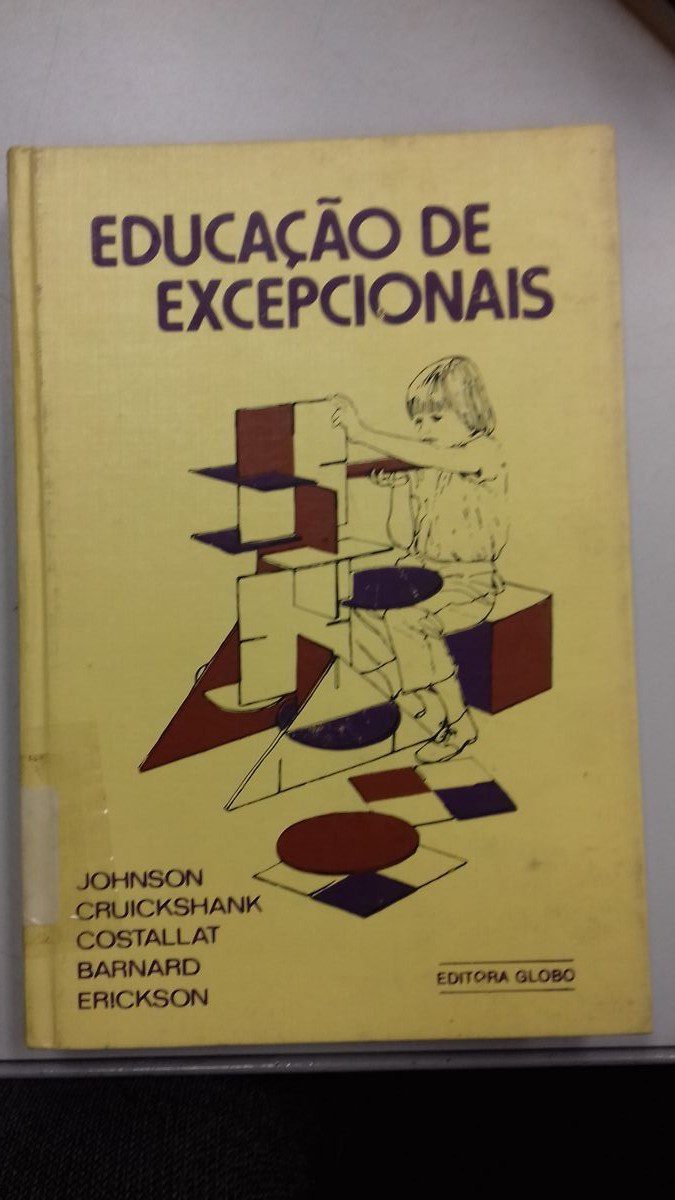 EDUCAÇÃO DE
EXCEPCIONAIS
JOHNSON
CRUICKSHANK
COSTALLAT
BARNARD
ERICKSON
EDITORA GLOBO